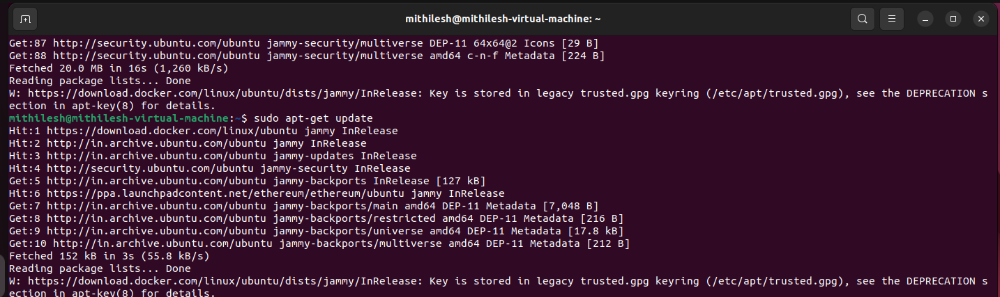 mithilesh@mithilesh-virtual-machine: ~
Get:87 http://security.ubuntu.com/ubuntu jammy-security/multiverse DEP-11 64x64@2 Icons [29 B]
Get:88 http://security.ubuntu.com/ubuntu jammy-security/multiverse amd64 c-n-f Metadata [224 B]
Fetched 20.0 MB in 16s (1,260 kB/s)
Reading package lists... Done
W: https://download.docker.com/linux/ubuntu/dists/jammy/InRelease: Key is stored in legacy trusted.gpg keyring (/etc/apt/trusted.gpg), see the DEPRECATION s
ection in apt-key(8) for details.
mithilesh@mithilesh-virtual-machine:~$ sudo apt-get update
Hit:1 https://download.docker.com/linux/ubuntu jammy InRelease
Hit:2 http://in.archive.ubuntu.com/ubuntu jammy InRelease
Hit:3 http://in.archive.ubuntu.com/ubuntu jammy-updates InRelease
Hit:4 http://security.ubuntu.com/ubuntu jammy-security InRelease
Get:5 http://in.archive.ubuntu.com/ubuntu jammy-backports InRelease [127 kB]
Hit:6 https://ppa.launchpadcontent.net/ethereum/ethereum/ubuntu jammy InRelease
Get:7 http://in.archive.ubuntu.com/ubuntu jammy-backports/main amd64 DEP-11 Metadata [7,048 B]
Get:8 http://in.archive.ubuntu.com/ubuntu jammy-backports/restricted amd64 DEP-11 Metadata [216 B]
Get:9 http://in.archive.ubuntu.com/ubuntu jammy-backports/universe amd64 DEP-11 Metadata [17.8 kB]
Get:10 http://in.archive.ubuntu.com/ubuntu jammy-backports/multiverse amd64 DEP-11 Metadata [212 B]
Fetched 152 kB in 3s (55.8 kB/s)
Reading package lists... Done
W: https://download.docker.com/linux/ubuntu/dists/jammy/InRelease: Key is stored in legacy trusted.gpg keyring (/etc/apt/trusted.gpg), see the DEPRECATION s
ection in apt-key(8) for details.